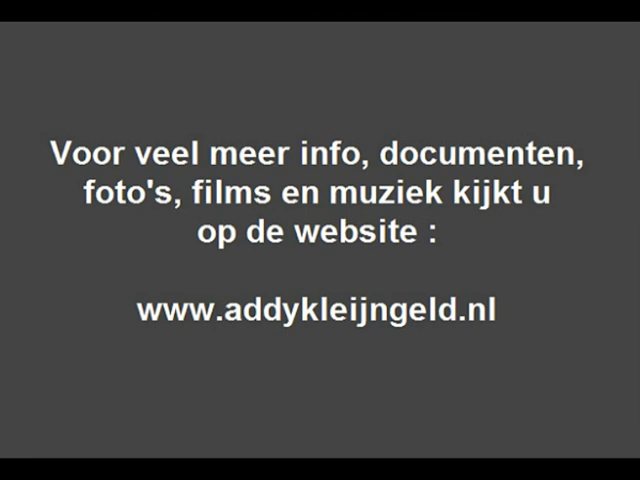 Voor veel meer info, documenten,
foto's, films en muziek kijkt u
op de website :
www.addykleijngeld.nl